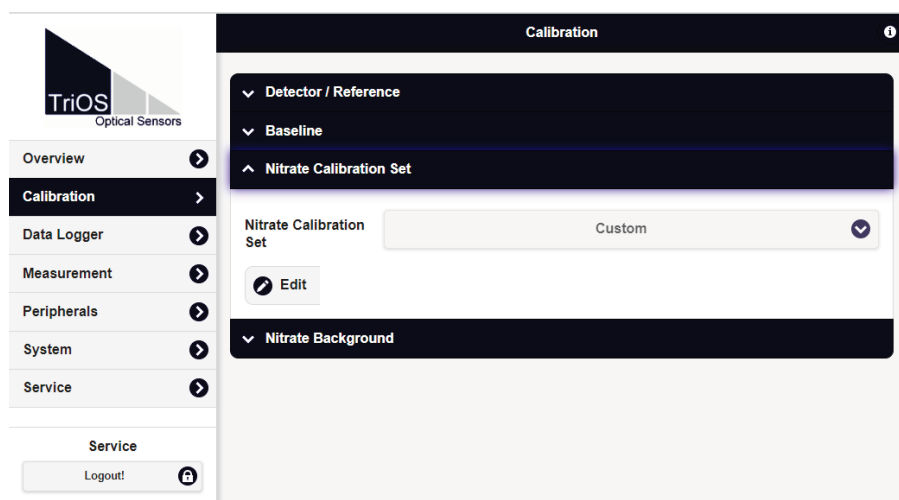 TriOS
Optical Sensors
Overview
Calibration
Data Logger
Measurement
Peripherals
System
Service
Service
Logout!
Calibration
Detector / Reference
Baseline
Nitrate Calibration Set
Nitrate Calibration
Set
Custom
Edit
Nitrate Background